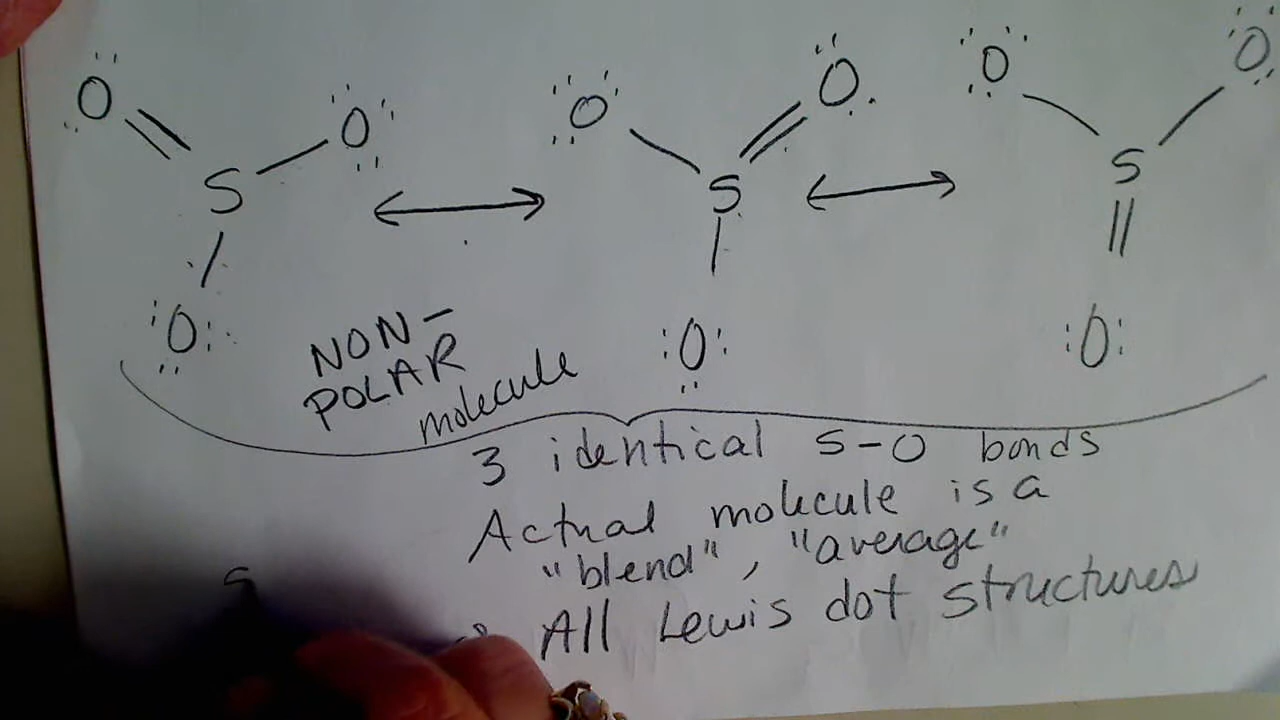 O O O O O O
S S S
O O O
NON-
POLAR
molecule
3 identical S-O bonds
Actual molecule is a
"blend", "average"
All Lewis dot structures
S